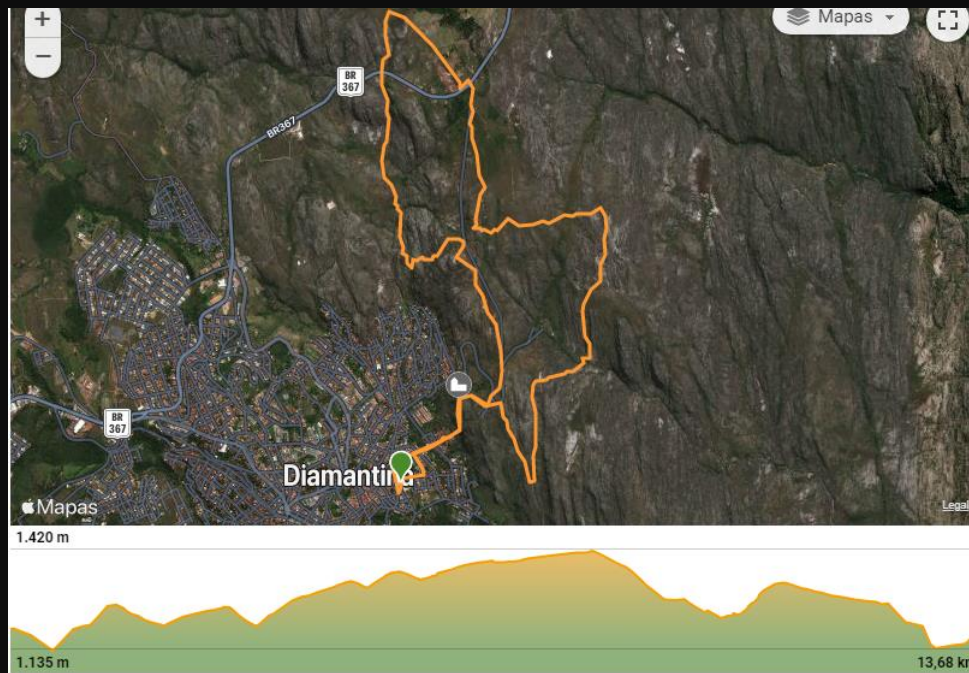 +
Mapas
−
BR
367
BR367
BR
367
Diamantina
Mapas
Legal
1.420 m
1.135 m
13,68 km